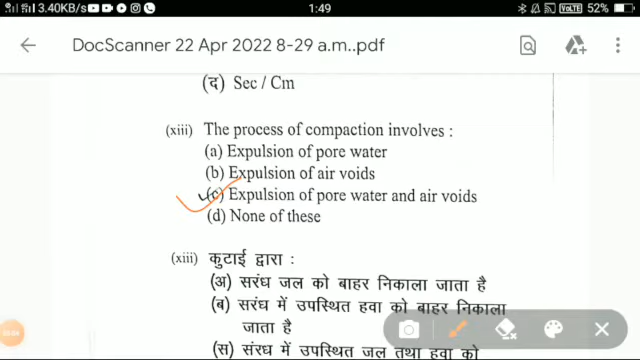 3.40KB/s
1:49
VoLTE 52%
DocScanner 22 Apr 2022 8-29 a.m..pdf
(द) Sec / Cm
(xiii) The process of compaction involves :
(a) Expulsion of pore water
(b) Expulsion of air voids
(c) Expulsion of pore water and air voids
(d) None of these
(xiii) कुटाई द्वारा :
(अ) सरंध जल को बाहर निकाला जाता है
(ब) सरंध में उपस्थित हवा को बाहर निकाला
जाता है
(स) संरध में उपस्थित जल तथा हवा को